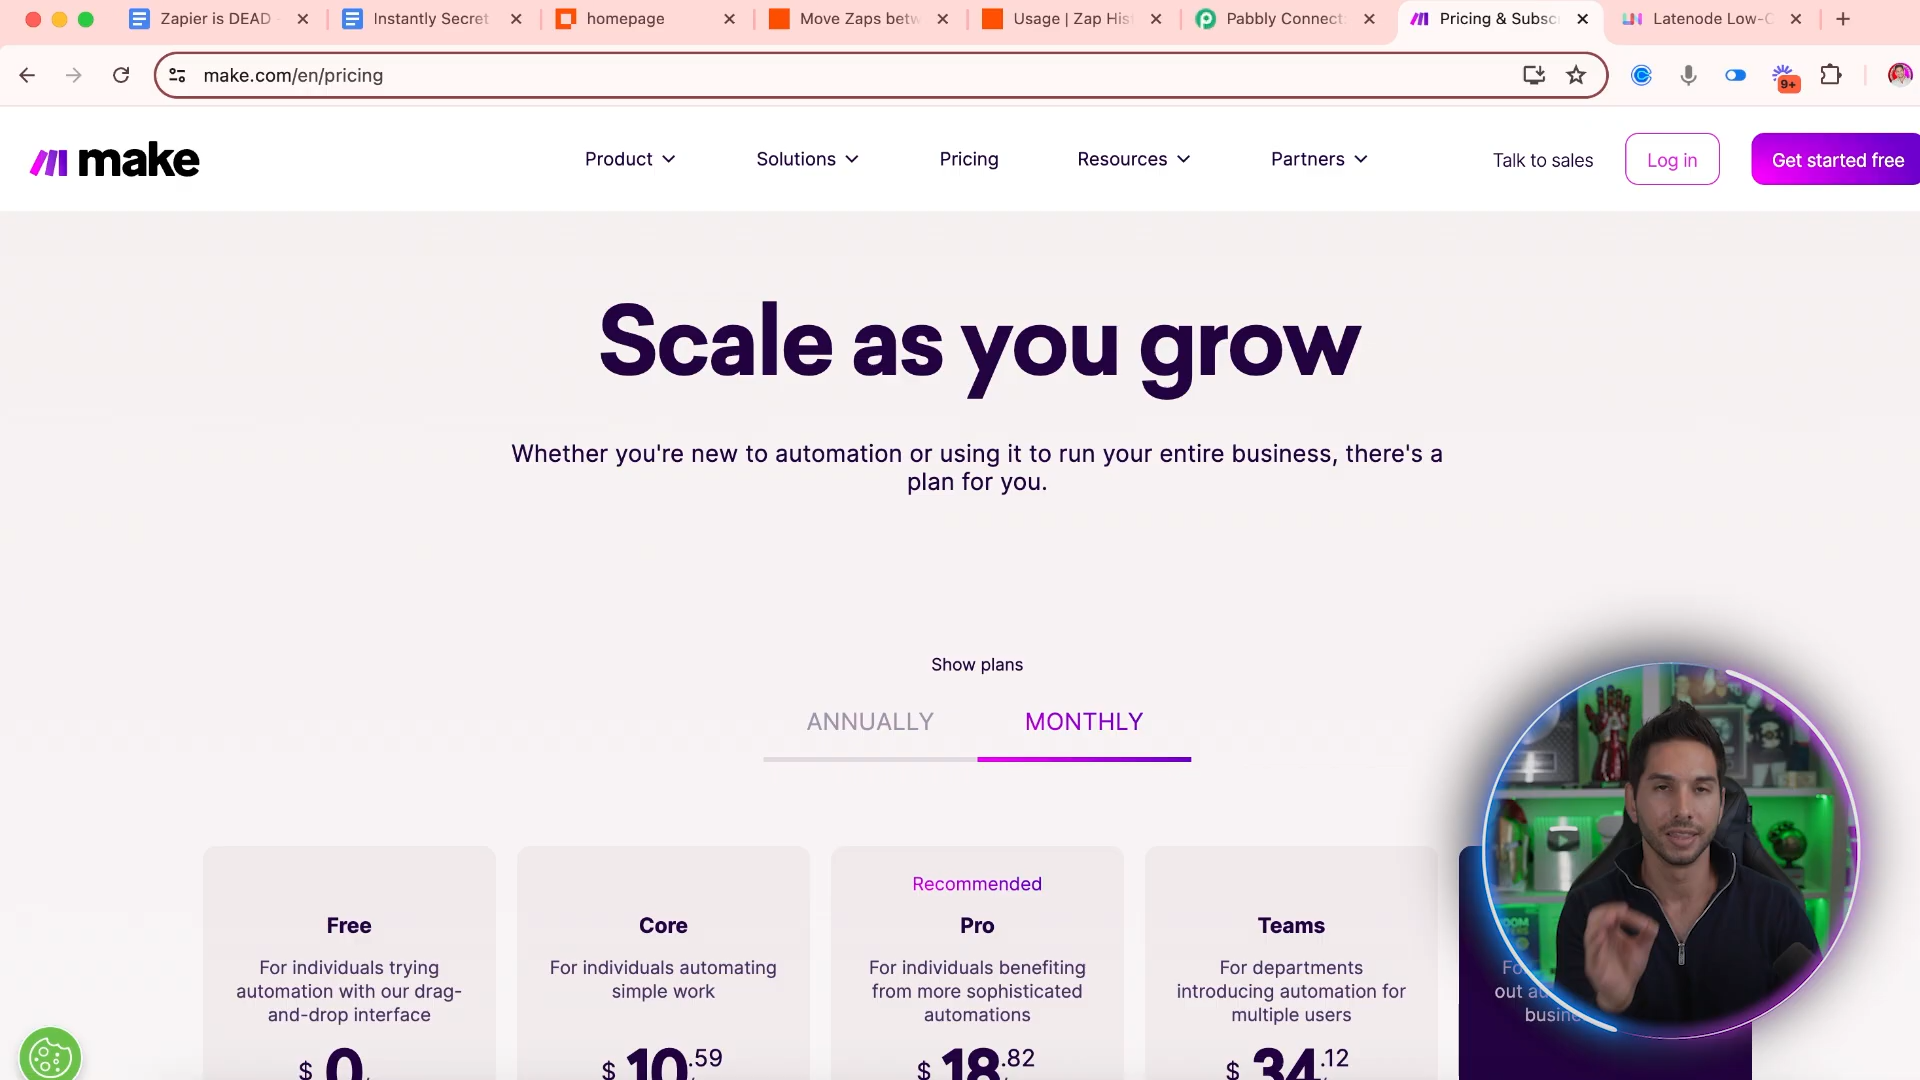 Zapier is DEAD
Instantly Secret
homepage
Move Zaps betw
Usage | Zap His
Pabbly Connect
Pricing & Subsc
Latenode Low-C
make.com/en/pricing
9+
make
Product
Solutions
Pricing
Resources
Partners
Talk to sales
Log in
Get started free
Scale as you grow
Whether you're new to automation or using it to run your entire business, there's a
plan for you.
Show plans
ANNUALLY
MONTHLY
Free
For individuals trying
automation with our drag-
and-drop interface
$ 0
Core
For individuals automating
simple work
$ 10.59
Recommended
Pro
For individuals benefiting
from more sophisticated
automations
$ 18.82
Teams
For departments
introducing automation for
multiple users
$ 34.12
out